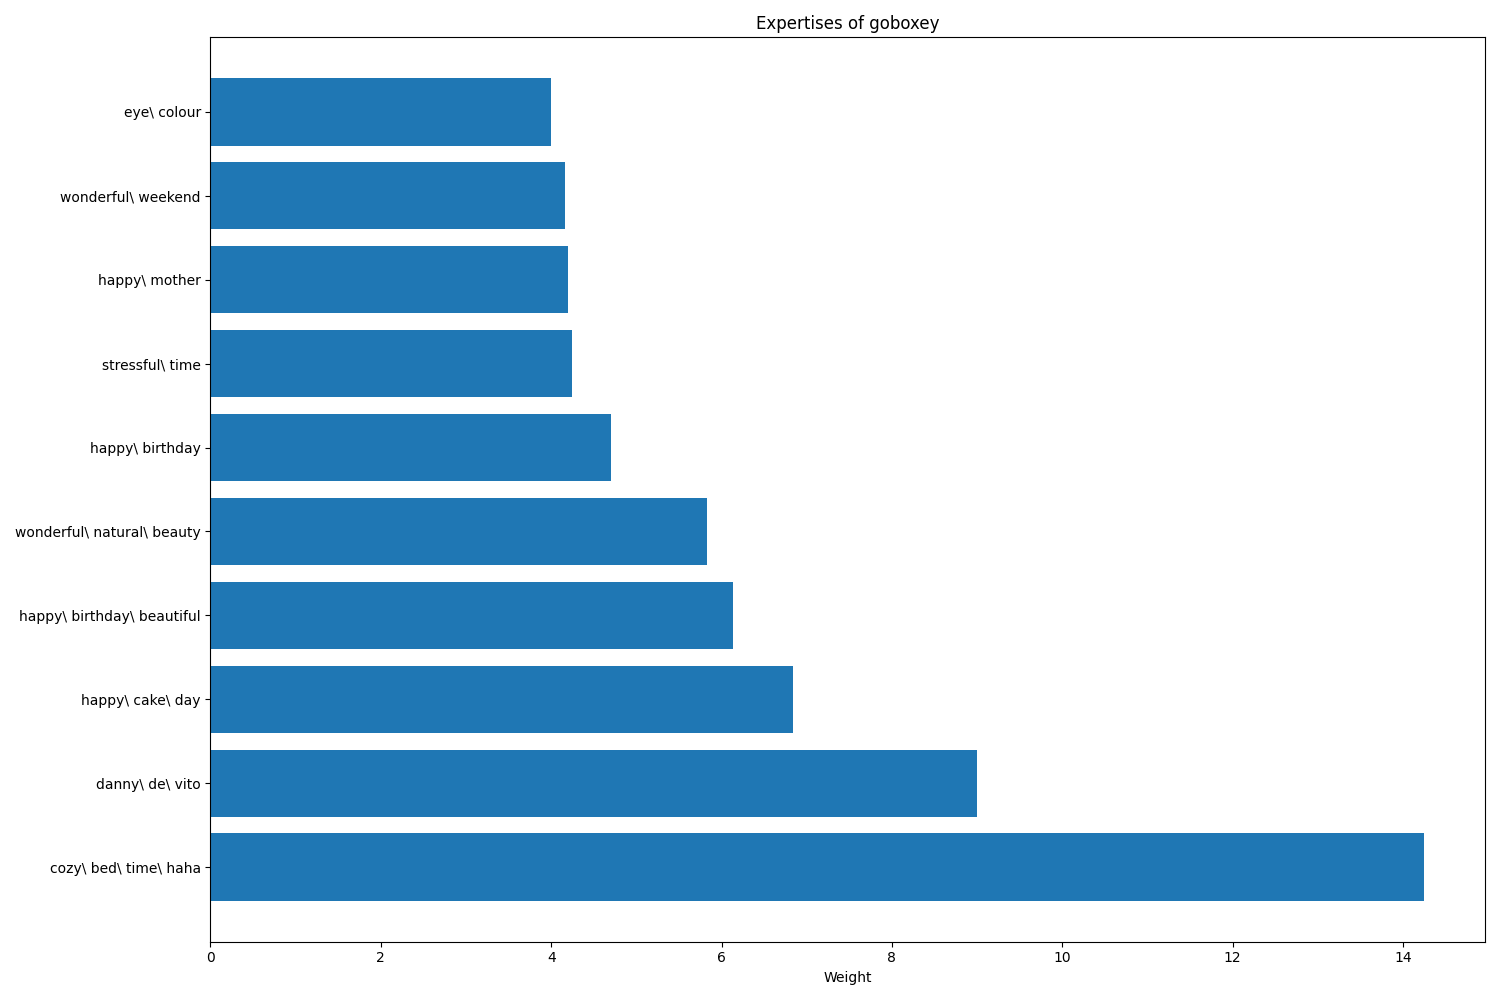 Expertises of goboxey
eye\ colour
wonderful\ weekend
happy\ mother
stressful\ time
happy\ birthday
wonderful\ natural\ beauty
happy\ birthday\ beautiful
happy\ cake\ day
danny\ de\ vito
cozy\ bed\ time\ haha
0 2 4 6 8 10 12 14
Weight